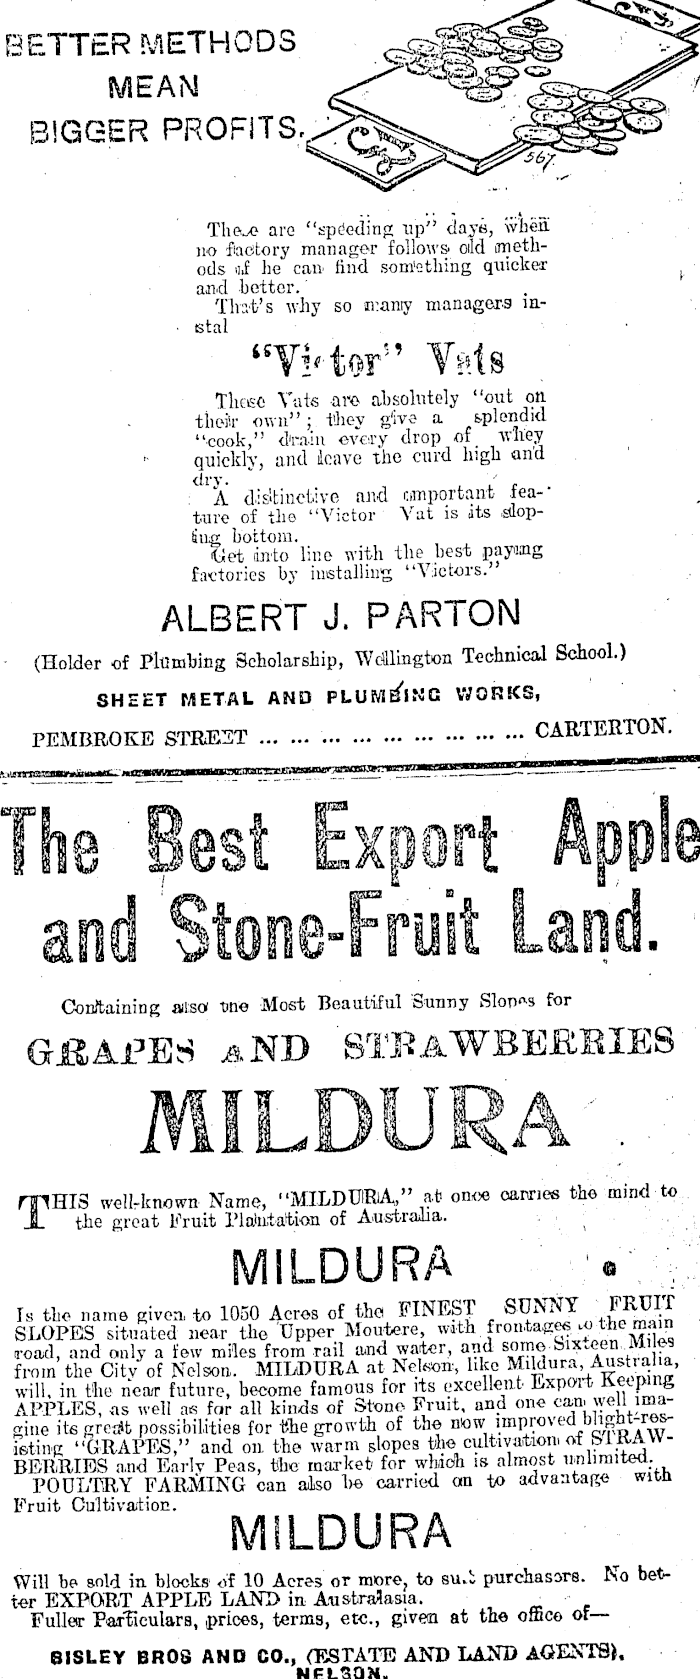 BETTER METHODS
MEAN
BIGGER PROFITS.
567
These are "speeding up" days, when
no factory manager follows old meth-
ods if he can find something quicker
and better.
That's why so many managers in-
stal
"Victor" Vats
These Vats are absolutely "out on
their own"; they give a splendid
"cook," drain every drop of whey
quickly, and leave the curd high and
dry.
A distinctive and important fea-
ture of the "Victor Vat is its slop-
ing bottom.
Get into line with the best paying
factories by installing "Victors."
ALBERT J. PARTON
(Holder of Plumbing Scholarship, Wellington Technical School.)
SHEET METAL AND PLUMBING WORKS,
PEMBROKE STREET ... ... ... ... ... ... ... ... ... CARTERTON.
The Best Export Apple
and Stone-Fruit Land.
Containing also the Most Beautiful Sunny Slopes for
GRAPES AND STRAWBERRIES
MILDURA
THIS well-known Name, "MILDURA," at once carries the mind to
the great Fruit Plantation of Australia.
MILDURA
Is the name given to 1050 Acres of the FINEST SUNNY FRUIT
SLOPES situated near the Upper Moutere, with frontages to the main
road, and only a few miles from rail and water, and some Sixteen Miles
from the City of Nelson. MILDURA at Nelson, like Mildura, Australia,
will, in the near future, become famous for its excellent Export Keeping
APPLES, as well as for all kinds of Stone Fruit, and one can well ima-
gine its great possibilities for the growth of the now improved blight-res-
isting "GRAPES," and on the warm slopes the cultivation of STRAW-
BERRIES and Early Peas, the market for which is almost unlimited.
POULTRY FARMING can also be carried on to advantage with
Fruit Cultivation.
MILDURA
Will be sold in blocks of 10 Acres or more, to suit purchasers. No bet-
ter EXPORT APPLE LAND in Australasia.
Fuller Particulars, prices, terms, etc., given at the office of—
BISLEY BROS AND CO., (ESTATE AND LAND AGENTS),
NELSON.